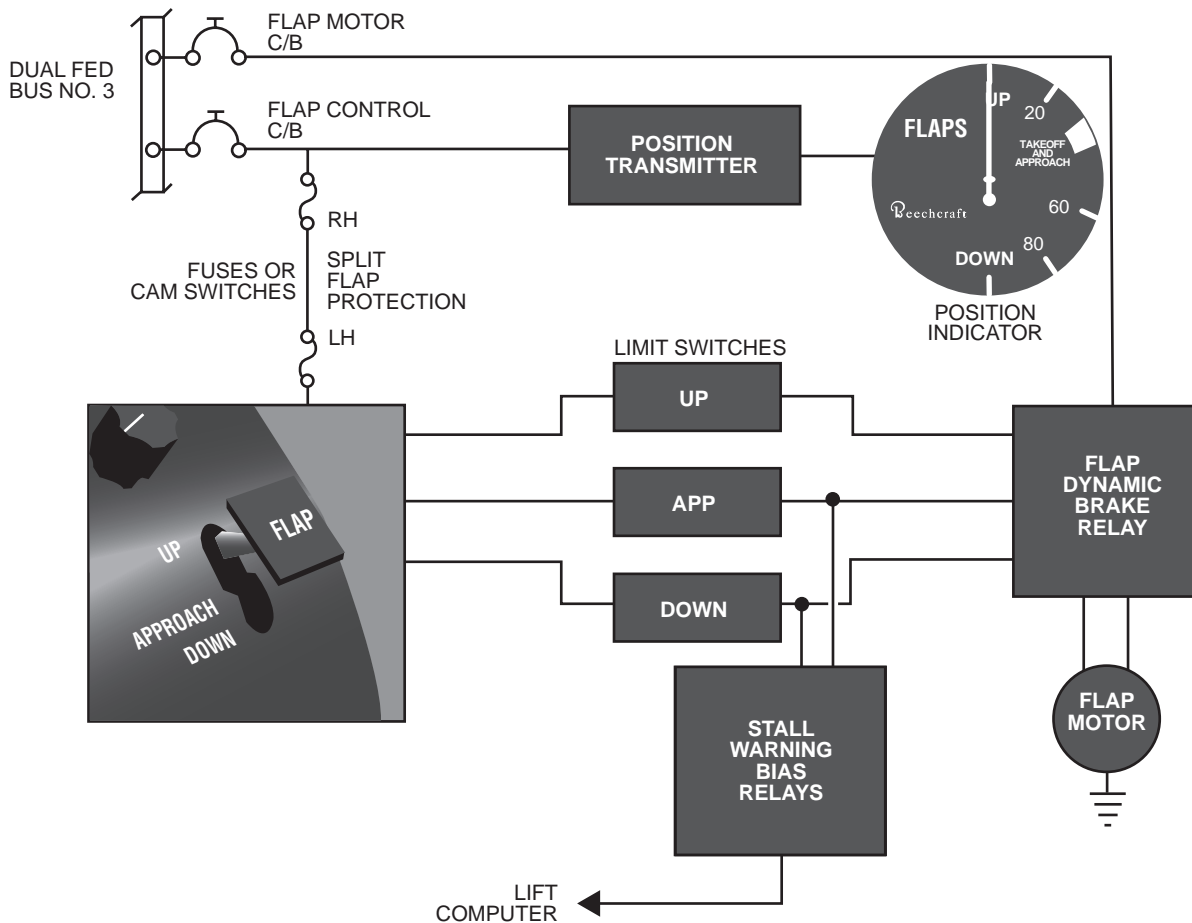 FLAP MOTOR
C/B
DUAL FED
BUS NO. 3
FLAP CONTROL
C/B
POSITION
TRANSMITTER
FLAPS
UP
20
TAKEOFF
AND
APPROACH
60
80
DOWN
Beechcraft
POSITION
INDICATOR
RH
FUSES OR
CAM SWITCHES
SPLIT
FLAP
PROTECTION
LH
LIMIT SWITCHES
UP
APP
DOWN
FLAP
DYNAMIC
BRAKE
RELAY
FLAP
UP
APPROACH
DOWN
STALL
WARNING
BIAS
RELAYS
FLAP
MOTOR
LIFT
COMPUTER